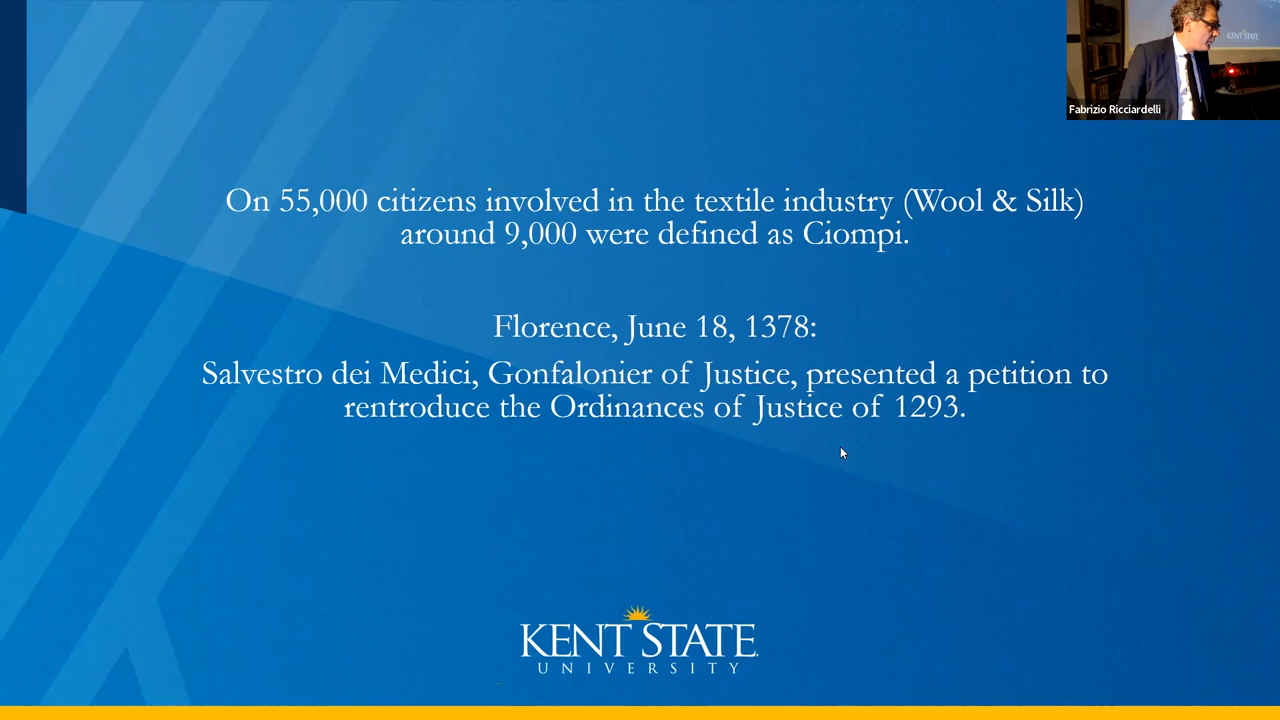 KENT STATE
Fabrizio Ricciardelli
On 55,000 citizens involved in the textile industry (Wool & Silk)
around 9,000 were defined as Ciompi.
Florence, June 18, 1378:
Salvestro dei Medici, Gonfalonier of Justice, presented a petition to
rentroduce the Ordinances of Justice of 1293.
KENT STATE
UNIVERSITY